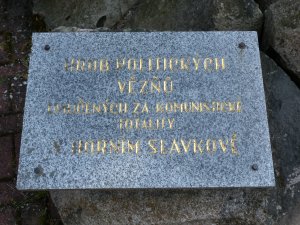 HROB POLITICKÝCH
VĚZŇŮ
UMUČENÝCH ZA KOMUNISTICKÉ
TOTALITY
V HORNÍM SLAVKOVĚ